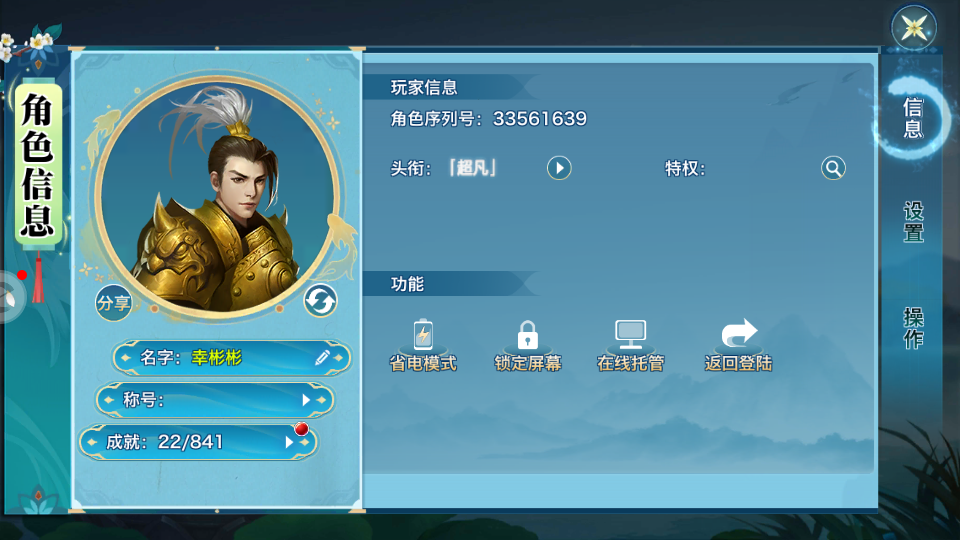 角色信息
玩家信息
角色序列号：33561639
头衔：「超凡」
特权：
功能
省电模式
锁定屏幕
在线托管
返回登陆
分享
名字：幸彬彬
称号：
成就：22/841
信息
设置
操作